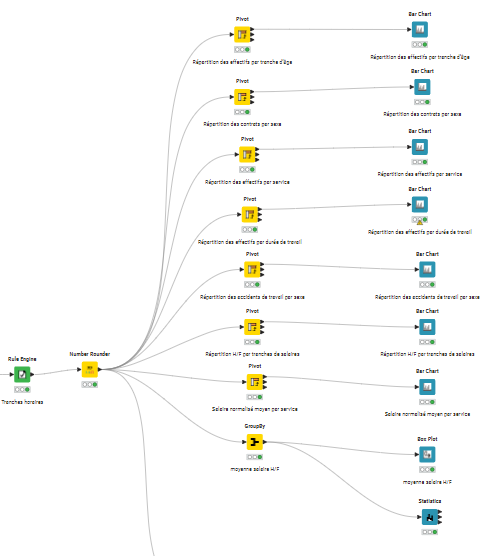 Pivot
Bar Chart
Répartition des effectifs par tranche d'âge
Répartition des effectifs per tranche d'âge
Pivot
Bar Chart
Répartition des contrats par sexe
Répartition des contrats par sexe
Pivot
Bar Chart
Répartition des effectifs par service
Répartition des effectifs par service
Pivot
Bar Chart
Répartition des effectifs par durée de travail
Répartition des effectifs par durée de travail
Pivot
Bar Chart
Répartition des accidents de travail par sexe
Répartition des accidents de travail par sexe
Pivot
Bar Chart
Répartition H/F par tranches de salaires
Répartition H/F par tranches de salaires
Rule Engine
Number Rounder
Tranches horaires
Pivot
Bar Chart
Salaire normalisé moyen par service
Salaire normalisé moyen par service
GroupBy
Box Plot
moyenne salaire H/F
moyenne salaire H/F
Statistics